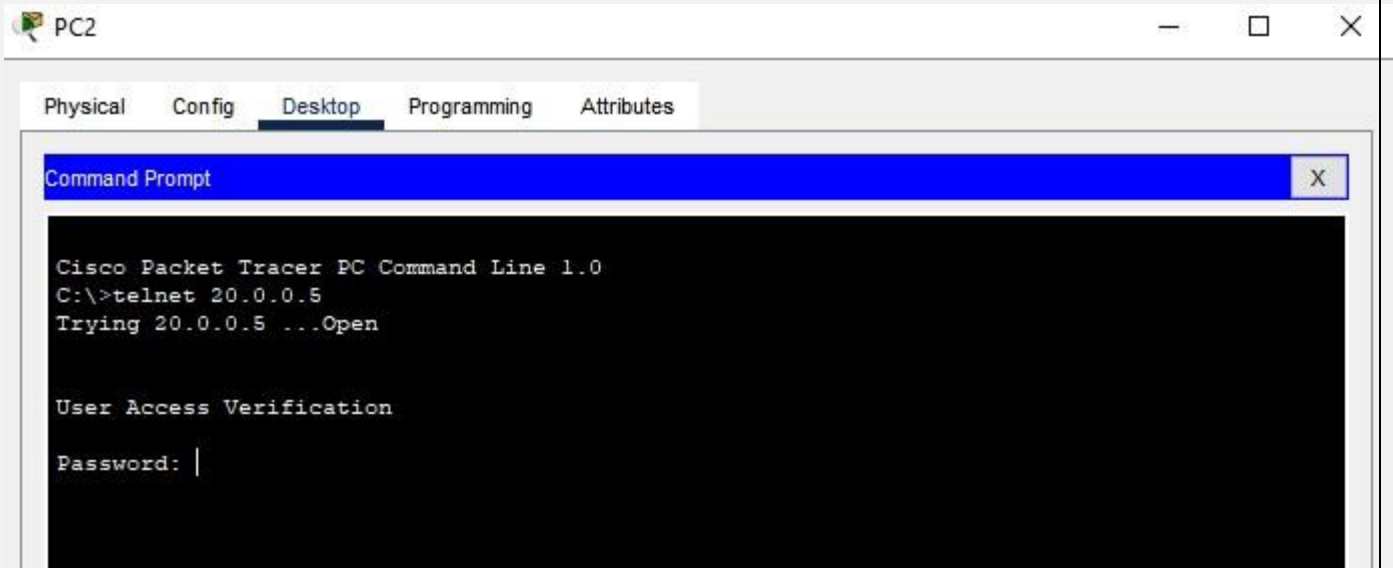 PC2
Physical Config Desktop Programming Attributes
Command Prompt X
Cisco Packet Tracer PC Command Line 1.0
C:\>telnet 20.0.0.5
Trying 20.0.0.5 ...Open
User Access Verification
Password: